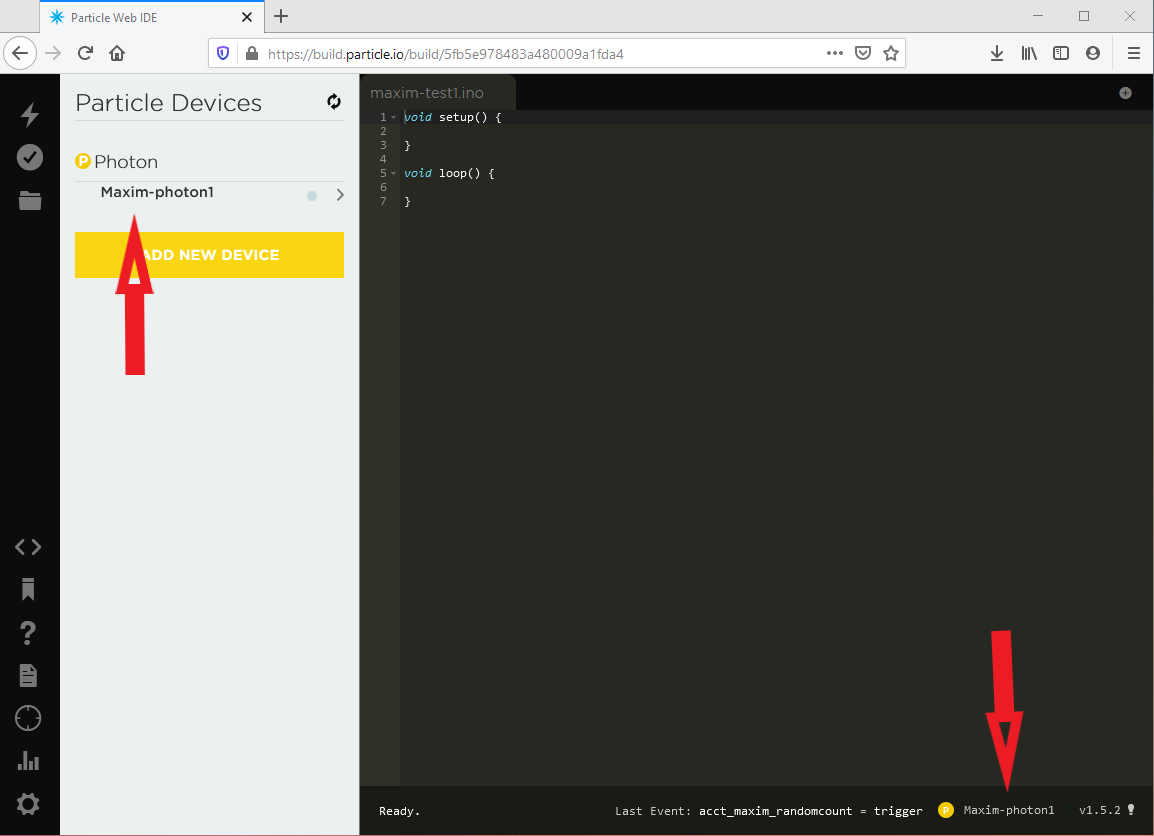 Particle Web IDE
https://build.particle.io/build/5fb5e978483a480009a1fda4
Particle Devices
P Photon
Maxim-photon1
ADD NEW DEVICE
maxim-test1.ino
1 void setup() {
2
3 }
4
5 void loop() {
6
7 }
Ready.
Last Event: acct_maxim_randomcount = trigger P Maxim-photon1 v1.5.2